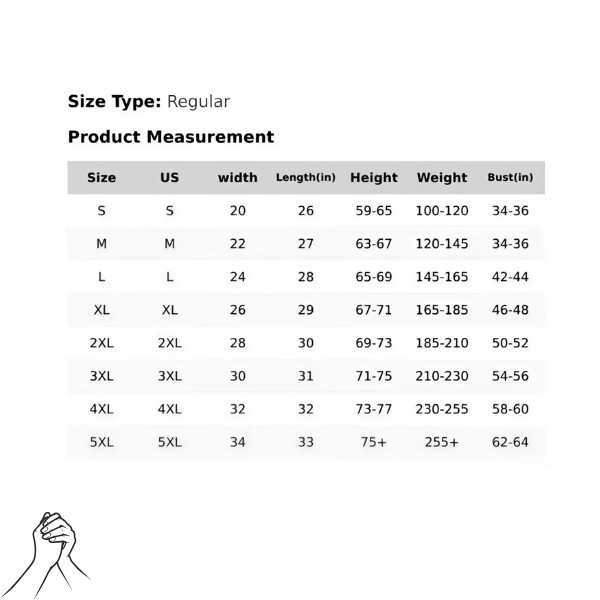 Size Type: Regular
Product Measurement
Size US width Length(in) Height Weight Bust(in)
S S 20 26 59-65 100-120 34-36
M M 22 27 63-67 120-145 34-36
L L 24 28 65-69 145-165 42-44
XL XL 26 29 67-71 165-185 46-48
2XL 2XL 28 30 69-73 185-210 50-52
3XL 3XL 30 31 71-75 210-230 54-56
4XL 4XL 32 32 73-77 230-255 58-60
5XL 5XL 34 33 75+ 255+ 62-64